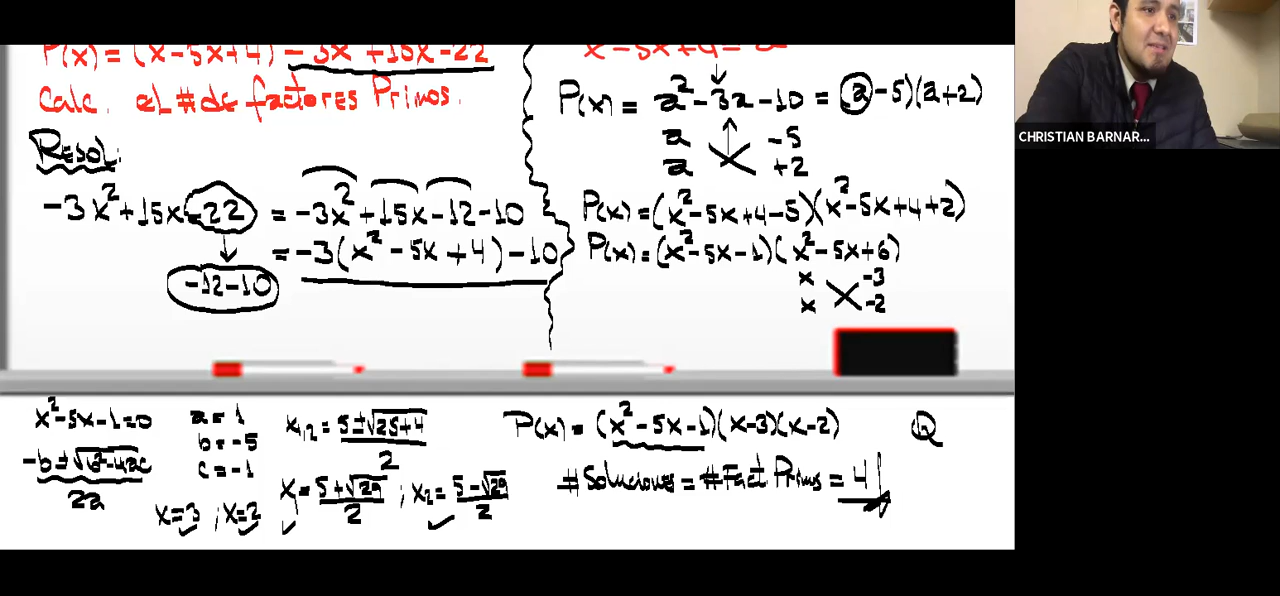 P(x) = (x²-5x+4)² - 3x² + 15x - 22
Calc. el # de factores Primos.
RESOL:
-3x²+15x-22 = -3x²+15x-12-10
= -3(x²-5x+4)-10
-12-10
x²-5x+4 = a
P(x) = a²-3a-10 = (a-5)(a+2)
a -5
a +2
P(x)=(x²-5x+4-5)(x²-5x+4+2)
P(x)=(x²-5x-1)(x²-5x+6)
x -3
x -2
x²-5x-1=0
-b±√b²-4ac
2a
a=1
b=-5
c=-1
x₁,₂ = 5±√25+4
2
x = 5+√29 ; x₂ = 5-√29
2 2
x=3 ; x=2
P(x) = (x²-5x-1)(x-3)(x-2) Q
#Soluciones = #Fact Primos = 4
CHRISTIAN BARNAR...